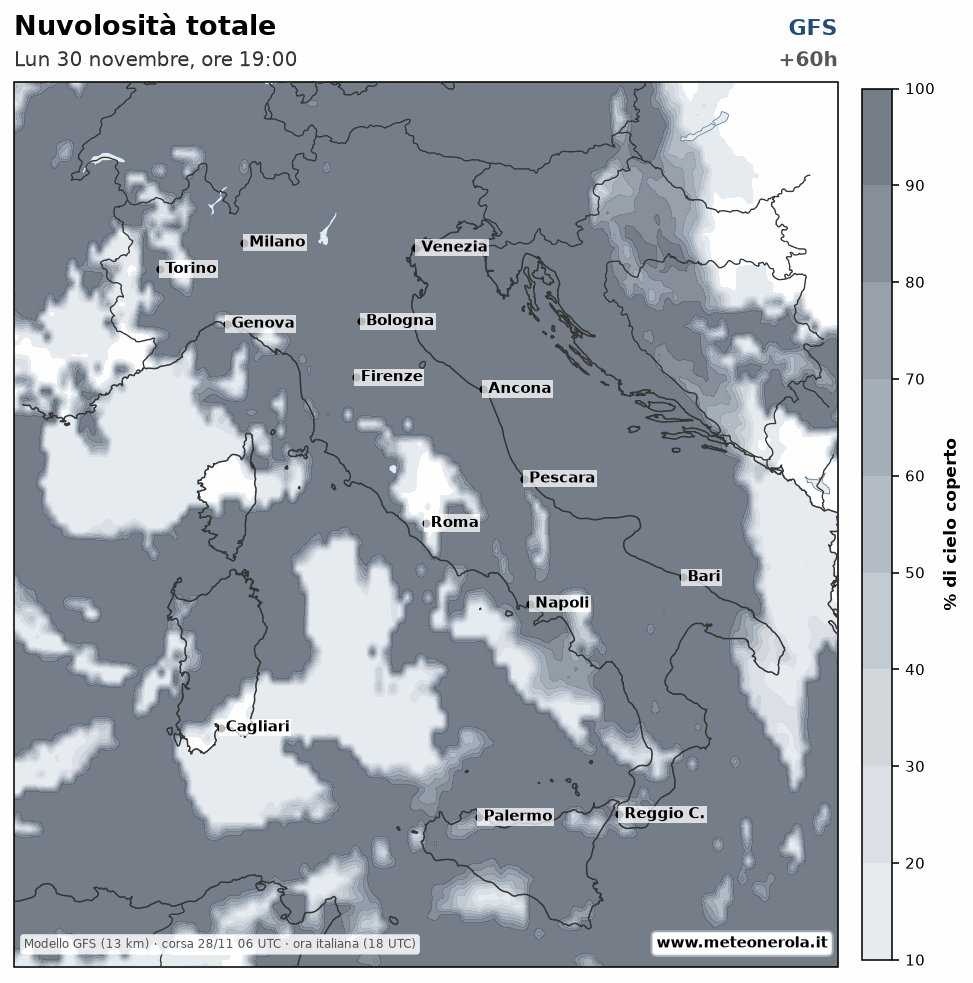 Nuvolosità totale
GFS
Lun 30 novembre, ore 19:00
+60h
Milano
Venezia
Torino
Genova
Bologna
Firenze
Ancona
Pescara
Roma
Bari
Napoli
Cagliari
Palermo
Reggio C.
100
90
80
70
60
50
40
30
20
10
% di cielo coperto
Modello GFS (13 km) · corsa 28/11 06 UTC · ora italiana (18 UTC)
www.meteonerola.it